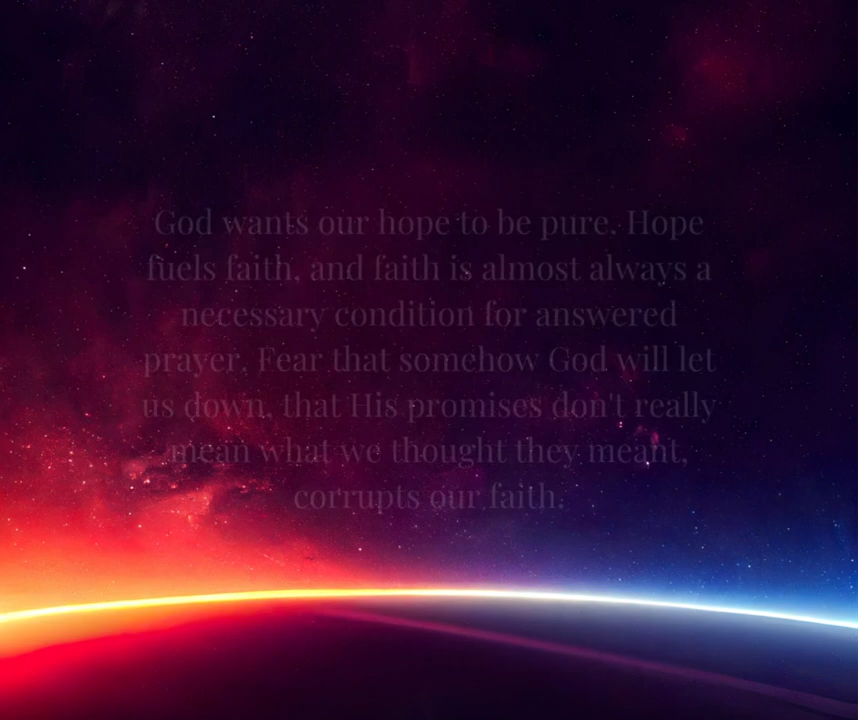 God wants our hope to be pure. Hope
fuels faith, and faith is almost always a
necessary condition for answered
prayer. Fear that somehow God will let
us down, that His promises don't really
mean what we thought they meant,
corrupts our faith.